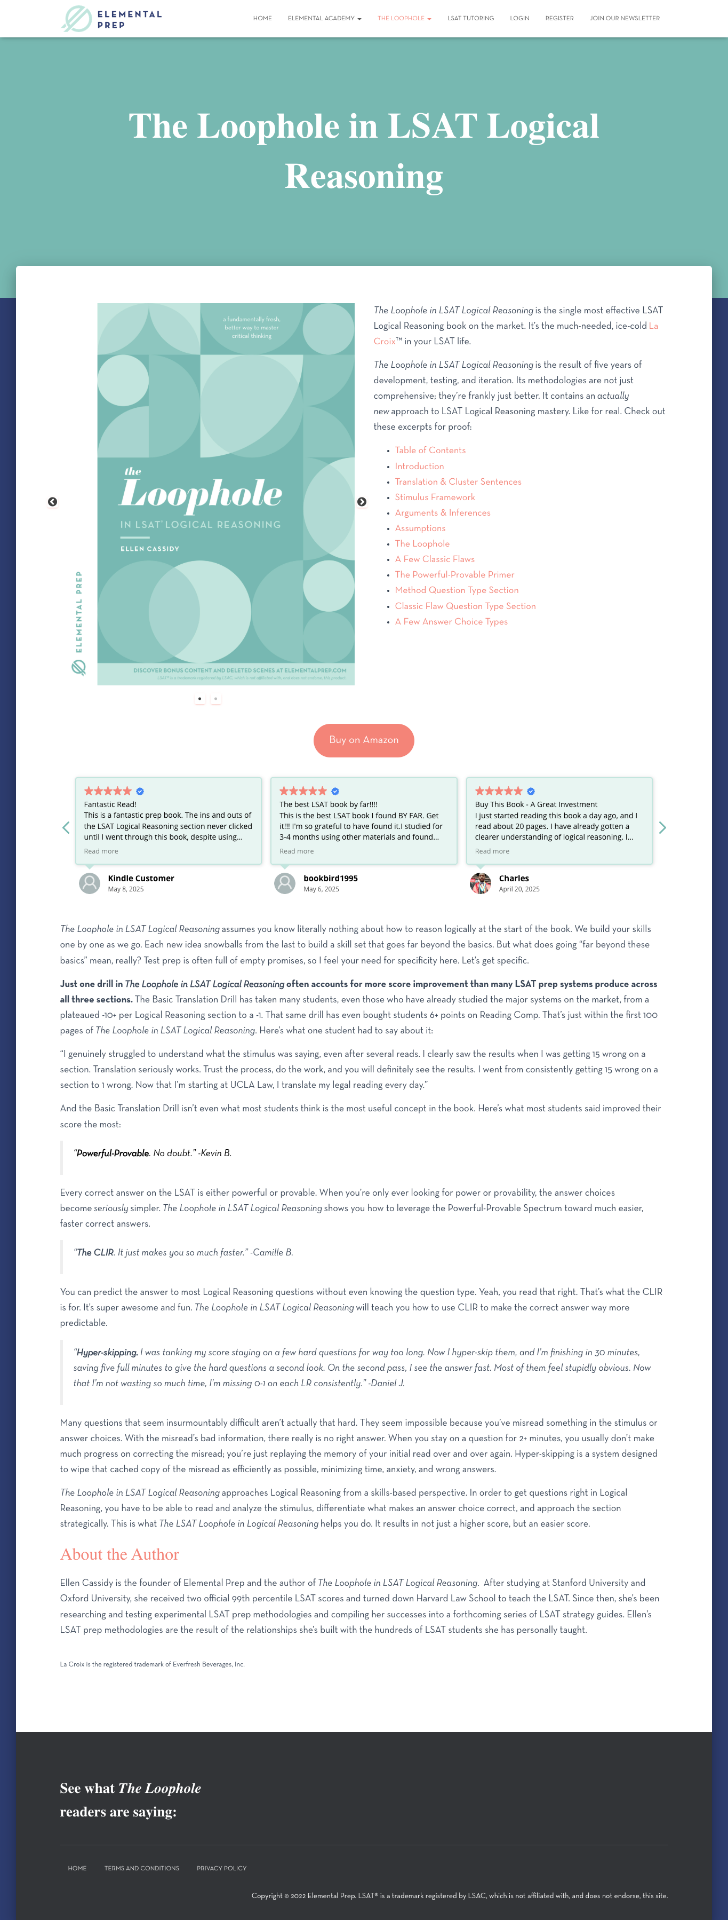 ELEMENTAL
PREP
HOME ELEMENTAL ACADEMY THE LOOPHOLE LSAT TUTORING LOGIN REGISTER JOIN OUR NEWSLETTER
The Loophole in LSAT Logical
Reasoning
a fundamentally fresh,
better way to master
critical thinking
the
Loophole
IN LSAT LOGICAL REASONING
ELLEN CASSIDY
ELEMENTAL PREP
DISCOVER BONUS CONTENT AND DELETED SCENES AT ELEMENTALPREP.COM
The Loophole in LSAT Logical Reasoning is the single most effective LSAT
Logical Reasoning book on the market. It's the much-needed, ice-cold La
Croix™ in your LSAT life.
The Loophole in LSAT Logical Reasoning is the result of five years of
development, testing, and iteration. Its methodologies are not just
comprehensive; they're frankly just better. It contains an actually
new approach to LSAT Logical Reasoning mastery. Like for real. Check out
these excerpts for proof:
• Table of Contents
• Introduction
• Translation & Cluster Sentences
• Stimulus Framework
• Arguments & Inferences
• Assumptions
• The Loophole
• A Few Classic Flaws
• The Powerful-Provable Primer
• Method Question Type Section
• Classic Flaw Question Type Section
• A Few Answer Choice Types
Buy on Amazon
Fantastic Read!
This is a fantastic prep book. The ins and outs of
the LSAT Logical Reasoning section never clicked
until I went through this book, despite using...
Read more
Kindle Customer
May 8, 2025
The best LSAT book by far!!!!
This is the best LSAT book I found BY FAR. Get
it!!! I'm so grateful to have found it.I studied for
3-4 months using other materials and found...
Read more
bookbird1995
May 6, 2025
Buy This Book - A Great Investment
I just started reading this book a day ago, and I
read about 20 pages. I have already gotten a
clearer understanding of logical reasoning. I...
Read more
Charles
April 20, 2025
The Loophole in LSAT Logical Reasoning assumes you know literally nothing about how to reason logically at the start of the book. We build your skills
one by one as we go. Each new idea snowballs from the last to build a skill set that goes far beyond the basics. But what does going "far beyond these
basics" mean, really? Test prep is often full of empty promises, so I feel your need for specificity here. Let's get specific.
Just one drill in The Loophole in LSAT Logical Reasoning often accounts for more score improvement than many LSAT prep systems produce across
all three sections. The Basic Translation Drill has taken many students, even those who have already studied the major systems on the market, from a
plateaued -10+ per Logical Reasoning section to a -1. That same drill has even bought students 6+ points on Reading Comp. That's just within the first 100
pages of The Loophole in LSAT Logical Reasoning. Here's what one student had to say about it:
"I genuinely struggled to understand what the stimulus was saying, even after several reads. I clearly saw the results when I was getting 15 wrong on a
section. Translation seriously works. Trust the process, do the work, and you will definitely see the results. I went from consistently getting 15 wrong on a
section to 1 wrong. Now that I'm starting at UCLA Law, I translate my legal reading every day."
And the Basic Translation Drill isn't even what most students think is the most useful concept in the book. Here's what most students said improved their
score the most:
"Powerful-Provable. No doubt." -Kevin B.
Every correct answer on the LSAT is either powerful or provable. When you're only ever looking for power or provability, the answer choices
become seriously simpler. The Loophole in LSAT Logical Reasoning shows you how to leverage the Powerful-Provable Spectrum toward much easier,
faster correct answers.
"The CLIR. It just makes you so much faster." -Camille B.
You can predict the answer to most Logical Reasoning questions without even knowing the question type. Yeah, you read that right. That's what the CLIR
is for. It's super awesome and fun. The Loophole in LSAT Logical Reasoning will teach you how to use CLIR to make the correct answer way more
predictable.
"Hyper-skipping. I was tanking my score staying on a few hard questions for way too long. Now I hyper-skip them, and I'm finishing in 30 minutes,
saving five full minutes to give the hard questions a second look. On the second pass, I see the answer fast. Most of them feel stupidly obvious. Now
that I'm not wasting so much time, I'm missing 0-1 on each LR consistently." -Daniel J.
Many questions that seem insurmountably difficult aren't actually that hard. They seem impossible because you've misread something in the stimulus or
answer choices. With the misread's bad information, there really is no right answer. When you stay on a question for 2+ minutes, you usually don't make
much progress on correcting the misread; you're just replaying the memory of your initial read over and over again. Hyper-skipping is a system designed
to wipe that cached copy of the misread as efficiently as possible, minimizing time, anxiety, and wrong answers.
The Loophole in LSAT Logical Reasoning approaches Logical Reasoning from a skills-based perspective. In order to get questions right in Logical
Reasoning, you have to be able to read and analyze the stimulus, differentiate what makes an answer choice correct, and approach the section
strategically. This is what The LSAT Loophole in Logical Reasoning helps you do. It results in not just a higher score, but an easier score.
About the Author
Ellen Cassidy is the founder of Elemental Prep and the author of The Loophole in LSAT Logical Reasoning. After studying at Stanford University and
Oxford University, she received two official 99th percentile LSAT scores and turned down Harvard Law School to teach the LSAT. Since then, she's been
researching and testing experimental LSAT prep methodologies and compiling her successes into a forthcoming series of LSAT strategy guides. Ellen's
LSAT prep methodologies are the result of the relationships she's built with the hundreds of LSAT students she has personally taught.
La Croix is the registered trademark of Everfresh Beverages, Inc
See what The Loophole
readers are saying:
HOME TERMS AND CONDITIONS PRIVACY POLICY
Copyright © 2022 Elemental Prep. LSAT® is a trademark registered by LSAC, which is not affiliated with, and does not endorse, this site.